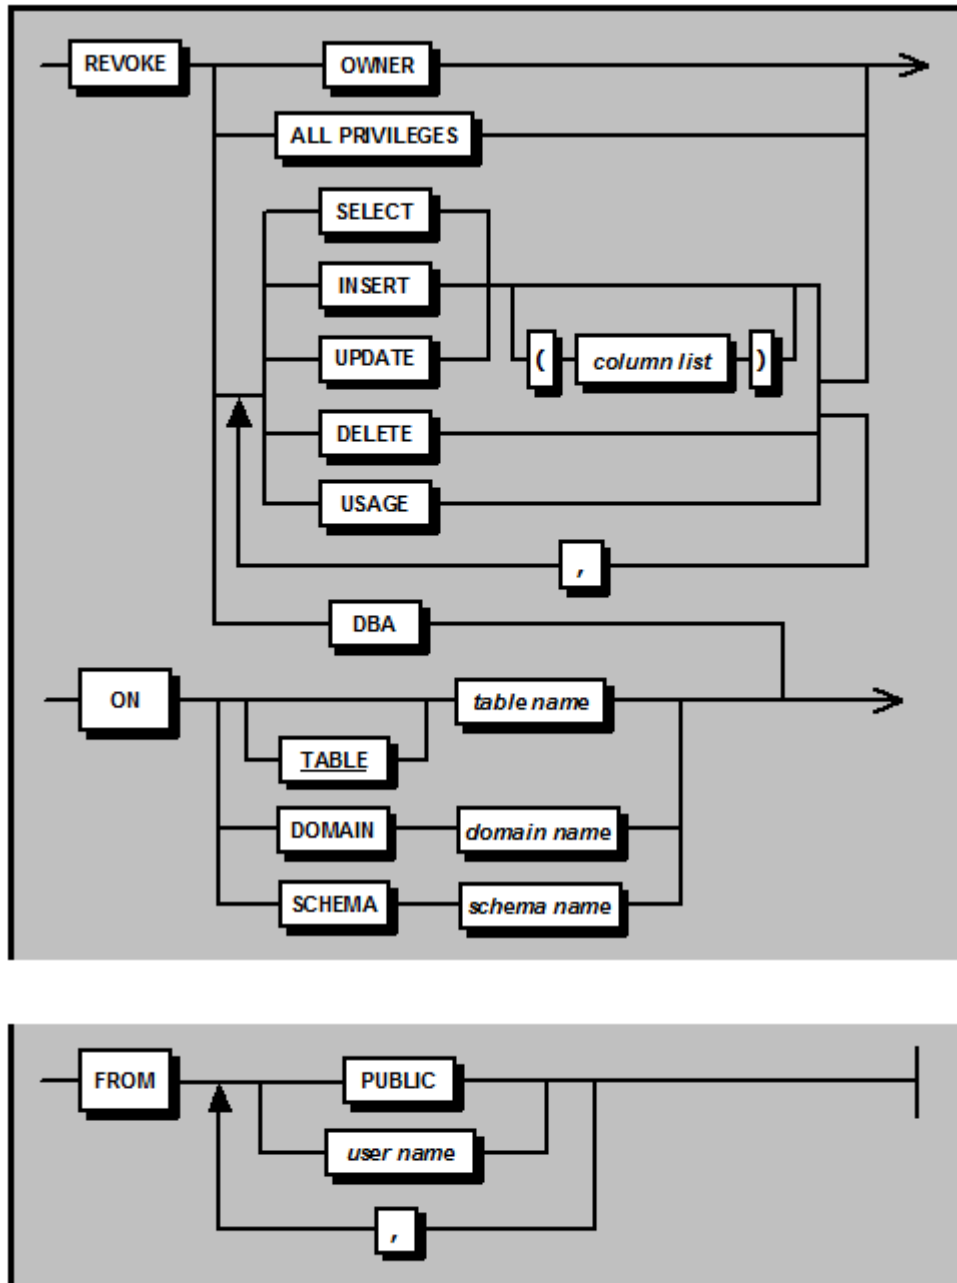 REVOKE OWNER
ALL PRIVILEGES
SELECT
INSERT
( column list )
UPDATE
DELETE
USAGE
,
DBA
ON table name
TABLE
DOMAIN domain name
SCHEMA schema name
FROM PUBLIC
user name
,